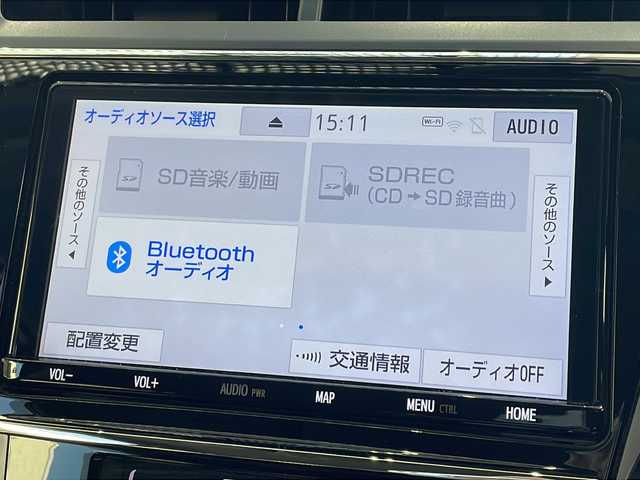 オーディオソース選択
15:11
Wi-Fi
AUDIO
その他のソース◀
SD
SD音楽/動画
SD
SDREC
(CD→SD録音曲)
その他のソース▶
Bluetooth
オーディオ
配置変更
交通情報
オーディオOFF
VOL-
VOL+
AUDIO PWR
MAP
MENU CTRL
HOME